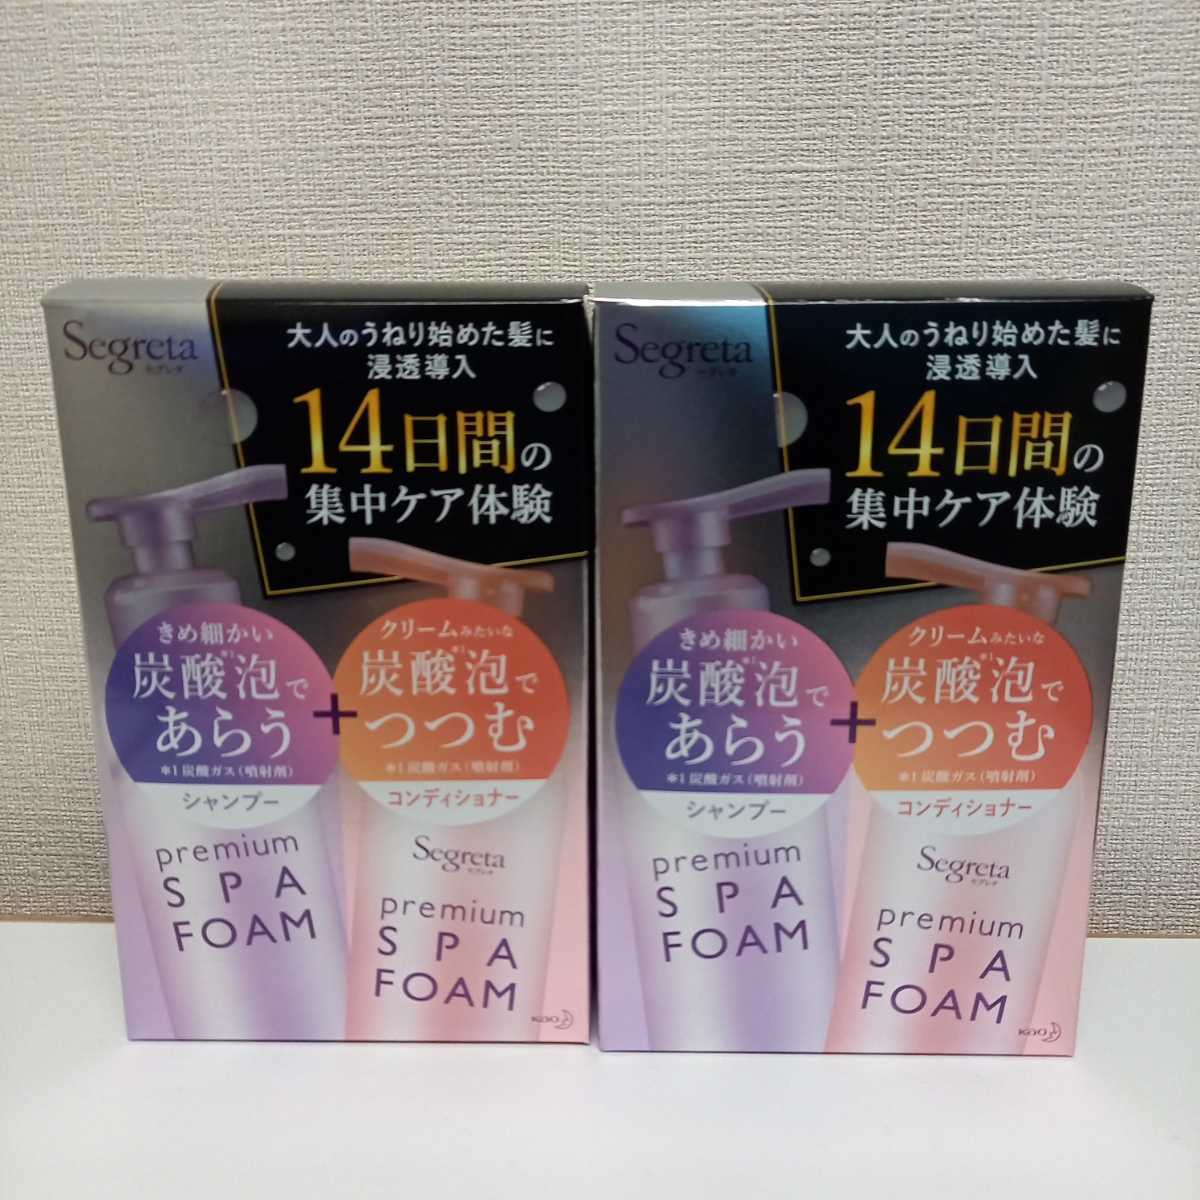 Segreta
セグレタ
大人のうねり始めた髪に
浸透導入
14日間の
集中ケア体験
きめ細かい
炭酸泡*1で
あらう
*1 炭酸ガス(噴射剤)
シャンプー
+
クリームみたいな
炭酸泡*1で
つつむ
*1 炭酸ガス(噴射剤)
コンディショナー
premium
SPA
FOAM
Segreta
セグレタ
premium
SPA
FOAM
Kao
Segreta
セグレタ
大人のうねり始めた髪に
浸透導入
14日間の
集中ケア体験
きめ細かい
炭酸泡*1で
あらう
*1 炭酸ガス(噴射剤)
シャンプー
+
クリームみたいな
炭酸泡*1で
つつむ
*1 炭酸ガス(噴射剤)
コンディショナー
premium
SPA
FOAM
Segreta
セグレタ
premium
SPA
FOAM
Kao